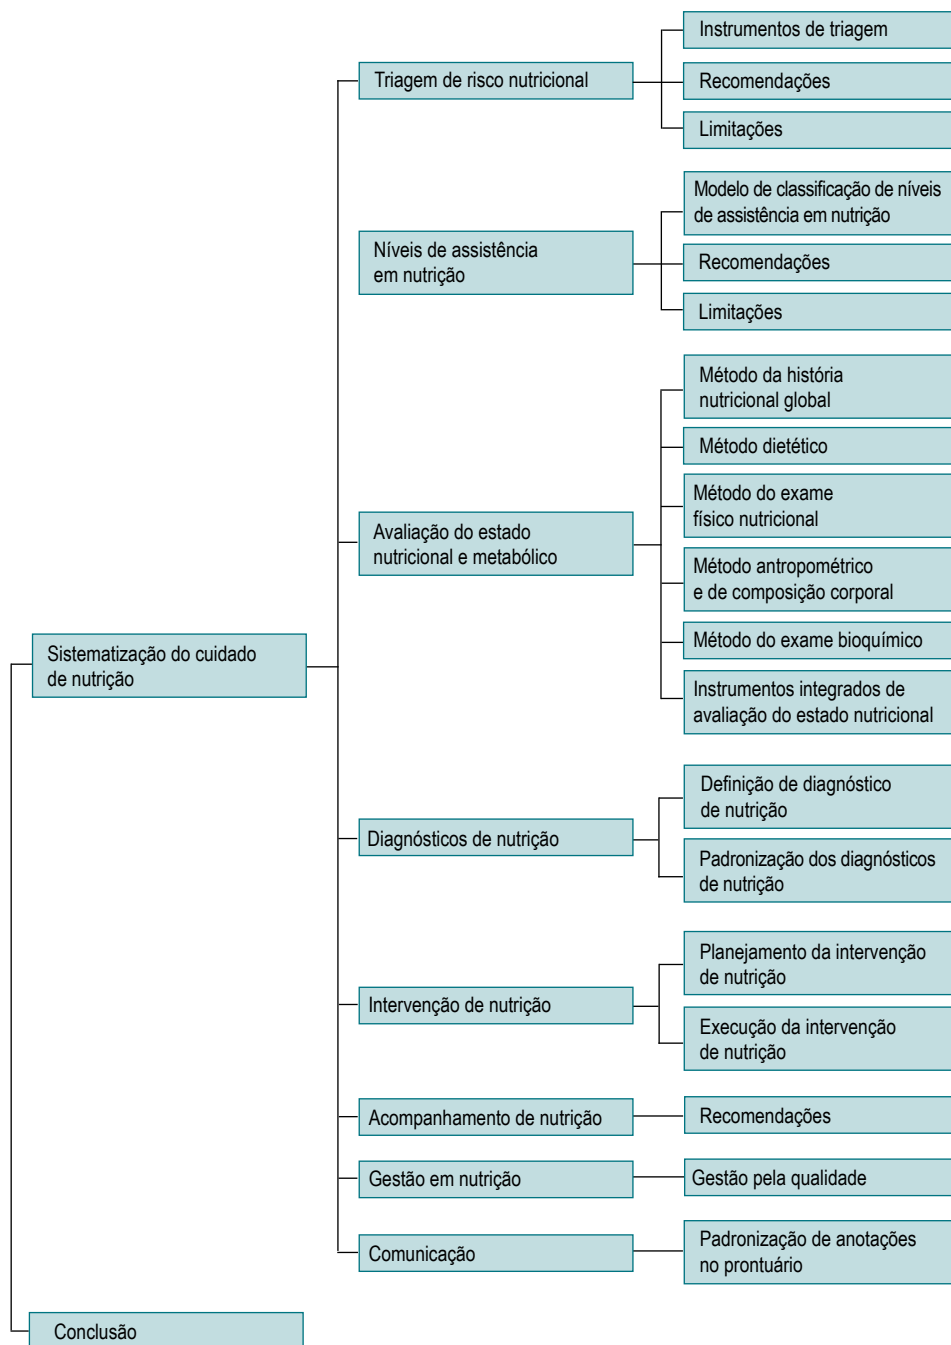 Instrumentos de triagem
Triagem de risco nutricional
Recomendações
Limitações
Modelo de classificação de níveis
de assistência em nutrição
Níveis de assistência
em nutrição
Recomendações
Limitações
Método da história
nutricional global
Método dietético
Método do exame
físico nutricional
Avaliação do estado
nutricional e metabólico
Método antropométrico
e de composição corporal
Método do exame bioquímico
Instrumentos integrados de
avaliação do estado nutricional
Sistematização do cuidado
de nutrição
Definição de diagnóstico
de nutrição
Diagnósticos de nutrição
Padronização dos diagnósticos
de nutrição
Planejamento da intervenção
de nutrição
Intervenção de nutrição
Execução da intervenção
de nutrição
Acompanhamento de nutrição
Recomendações
Gestão em nutrição
Gestão pela qualidade
Comunicação
Padronização de anotações
no prontuário
Conclusão